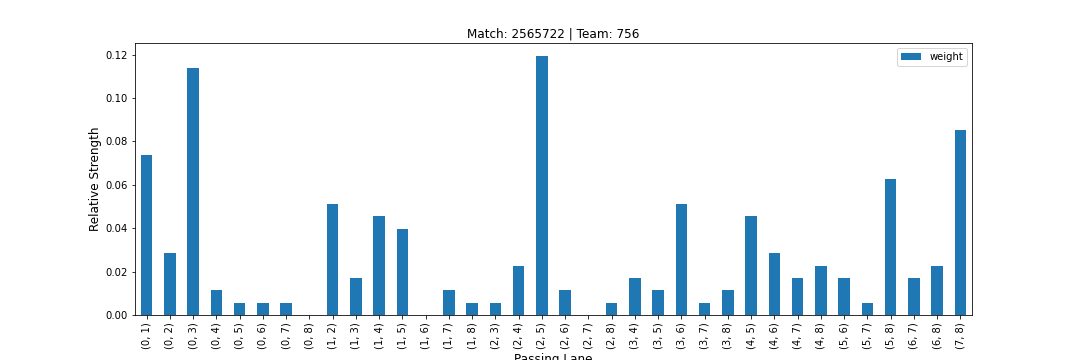 Match: 2565722 | Team: 756
weight
Relative Strength
0.12
0.10
0.08
0.06
0.04
0.02
0.00
(0, 1) (0, 2) (0, 3) (0, 4) (0, 5) (0, 6) (0, 7) (0, 8) (1, 2) (1, 3) (1, 4) (1, 5) (1, 6) (1, 7) (1, 8) (2, 3) (2, 4) (2, 5) (2, 6) (2, 7) (2, 8) (3, 4) (3, 5) (3, 6) (3, 7) (3, 8) (4, 5) (4, 6) (4, 7) (4, 8) (5, 6) (5, 7) (5, 8) (6, 7) (6, 8) (7, 8)
Passing Lane